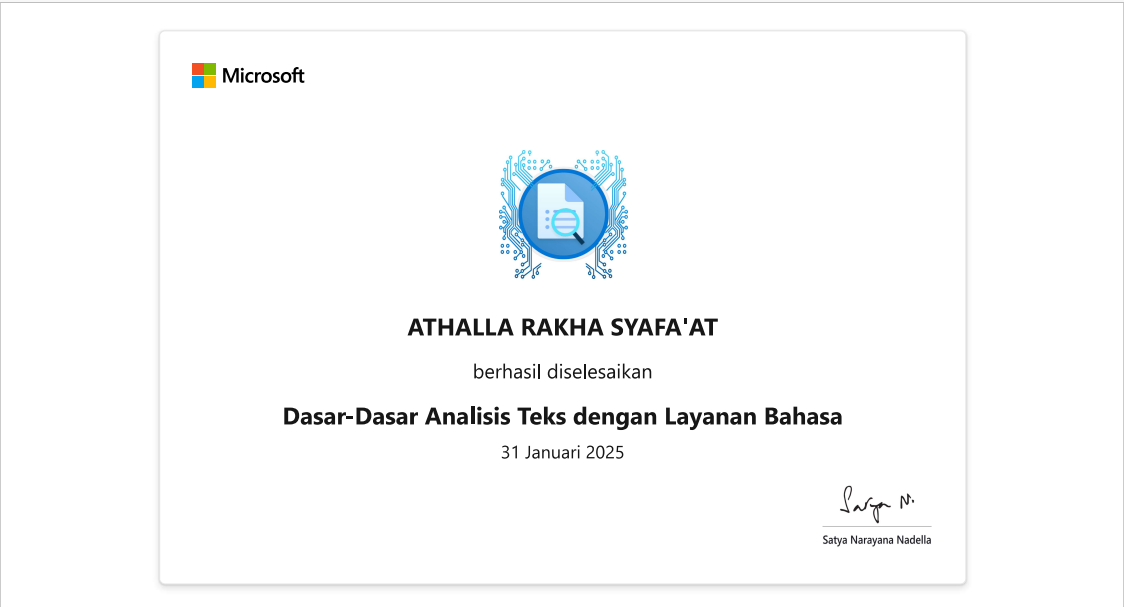 Microsoft
ATHALLA RAKHA SYAFA'AT
berhasil diselesaikan
Dasar-Dasar Analisis Teks dengan Layanan Bahasa
31 Januari 2025
Satya N.
Satya Narayana Nadella